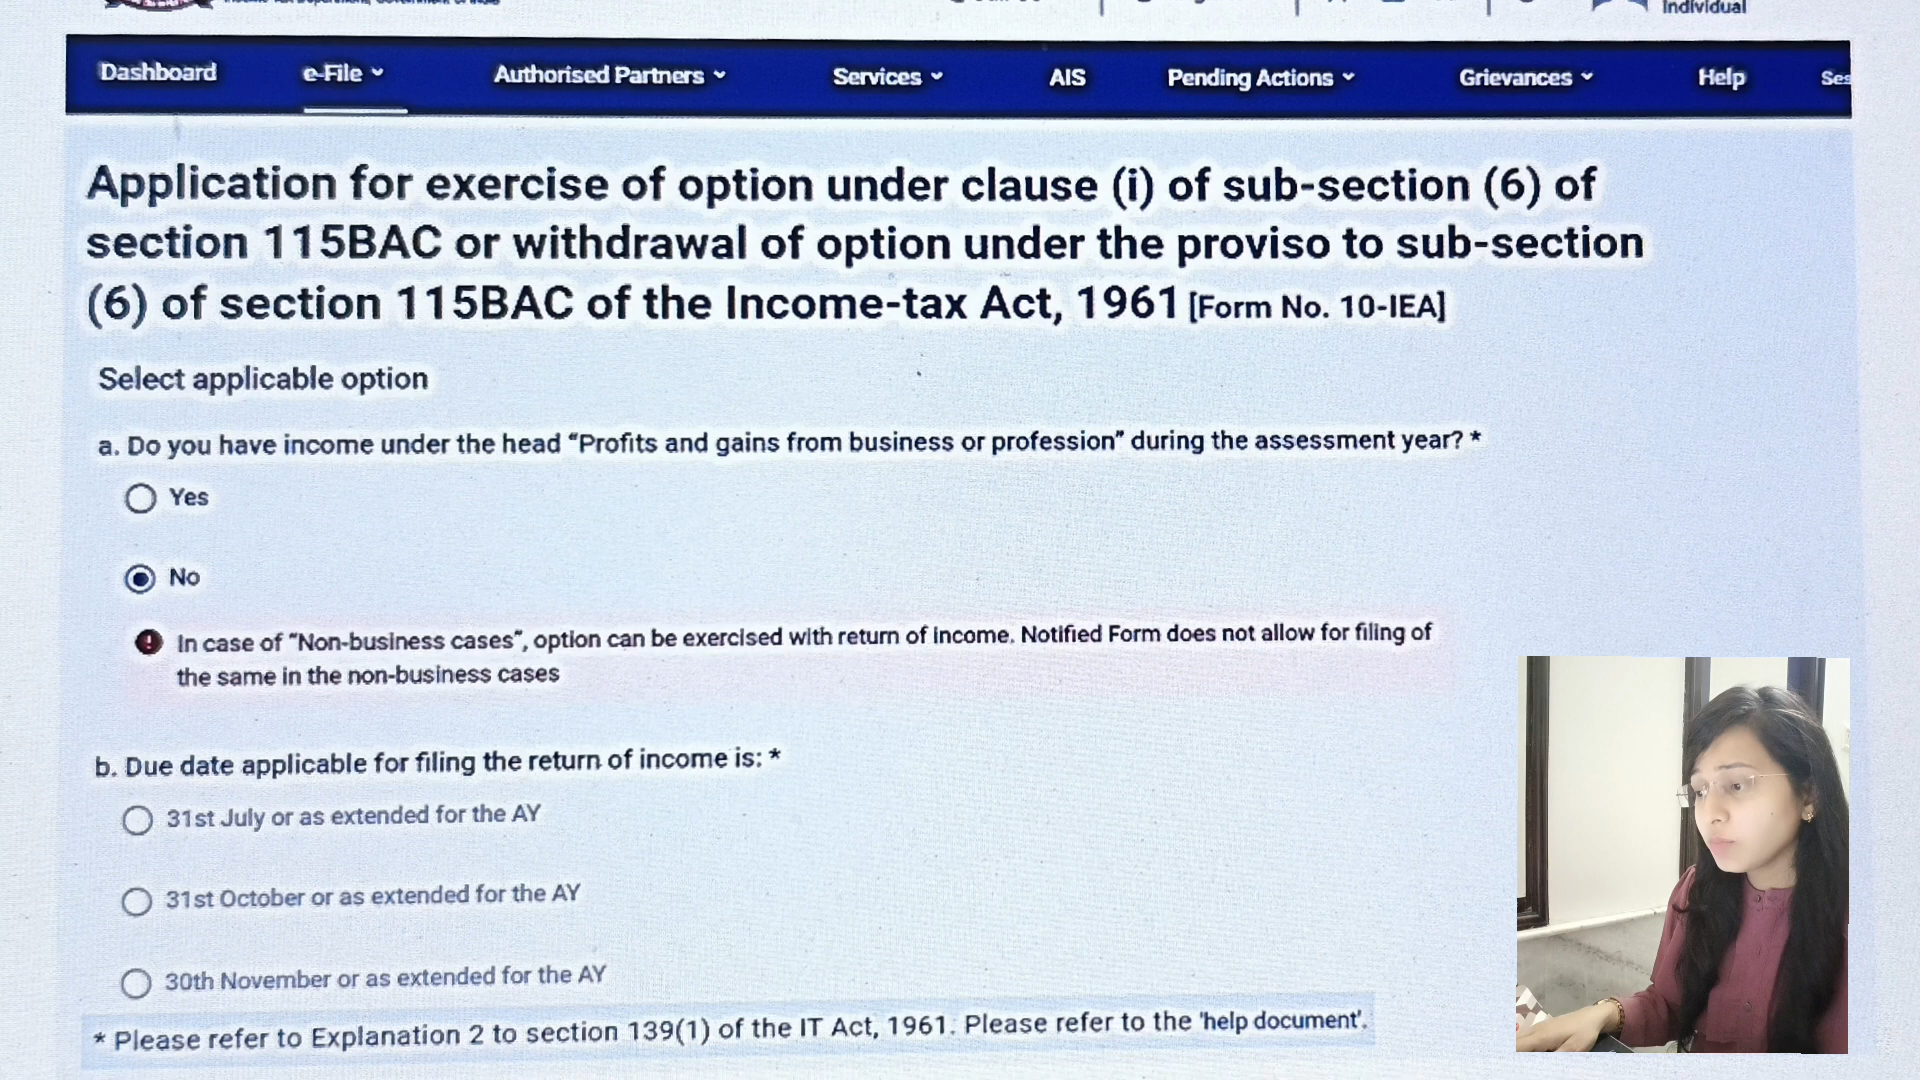 Individual
Dashboard e-File Authorised Partners Services AIS Pending Actions Grievances Help
Application for exercise of option under clause (i) of sub-section (6) of
section 115BAC or withdrawal of option under the proviso to sub-section
(6) of section 115BAC of the Income-tax Act, 1961 [Form No. 10-IEA]
Select applicable option
a. Do you have income under the head “Profits and gains from business or profession” during the assessment year? *
Yes
No
In case of “Non-business cases”, option can be exercised with return of income. Notified Form does not allow for filing of
the same in the non-business cases
b. Due date applicable for filing the return of income is: *
31st July or as extended for the AY
31st October or as extended for the AY
30th November or as extended for the AY
* Please refer to Explanation 2 to section 139(1) of the IT Act, 1961. Please refer to the 'help document'.